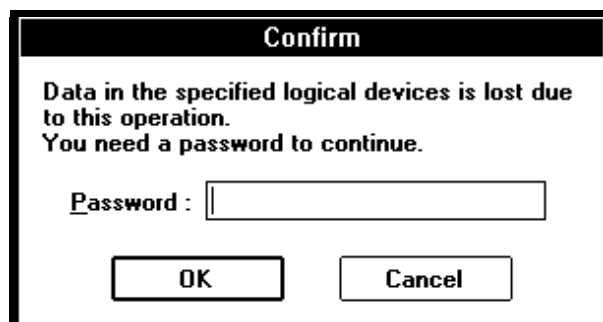 Confirm
Data in the specified logical devices is lost due
to this operation.
You need a password to continue.
Password :
OK
Cancel